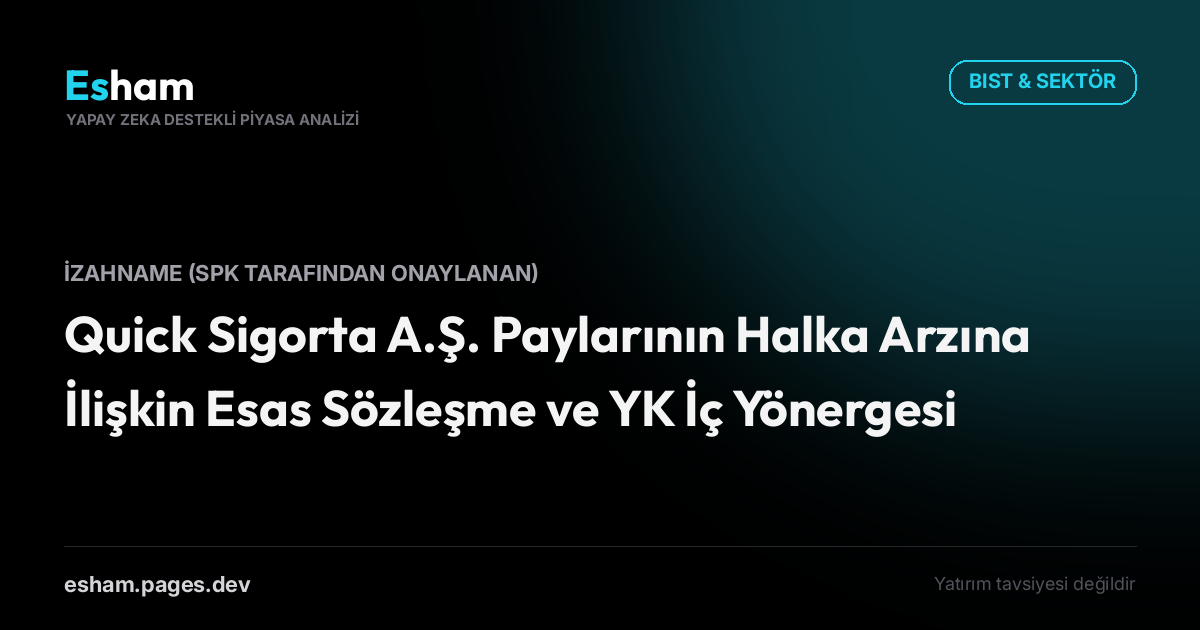 Esham
BIST & SEKTÖR
YAPAY ZEKA DESTEKLİ PİYASA ANALİZİ
İZAHNAME (SPK TARAFINDAN ONAYLANAN)
Quick Sigorta A.Ş. Paylarının Halka Arzına
İlişkin Esas Sözleşme ve YK İç Yönergesi
esham.pages.dev
Yatırım tavsiyesi değildir